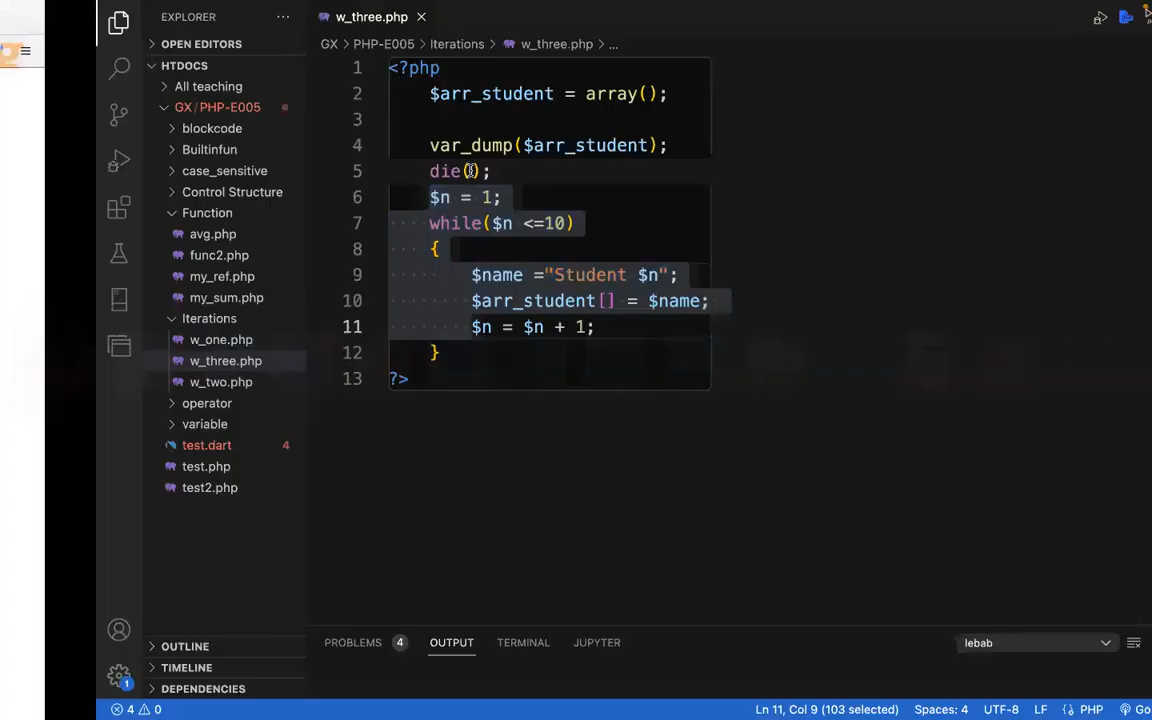 EXPLORER
OPEN EDITORS
HTDOCS
All teaching
GX / PHP-E005
blockcode
Builtinfun
case_sensitive
Control Structure
Function
avg.php
func2.php
my_ref.php
my_sum.php
Iterations
w_one.php
w_three.php
w_two.php
operator
variable
test.dart 4
test.php
test2.php
OUTLINE
TIMELINE
DEPENDENCIES
w_three.php
GX > PHP-E005 > Iterations > w_three.php > ...
1 <?php
2 $arr_student = array();
3
4 var_dump($arr_student);
5 die();
6 $n = 1;
7 while($n <=10)
8 {
9 $name ="Student $n";
10 $arr_student[] = $name;
11 $n = $n + 1;
12 }
13 ?>
PROBLEMS 4 OUTPUT TERMINAL JUPYTER lebab
1
4 0 Ln 11, Col 9 (103 selected) Spaces: 4 UTF-8 LF PHP Go